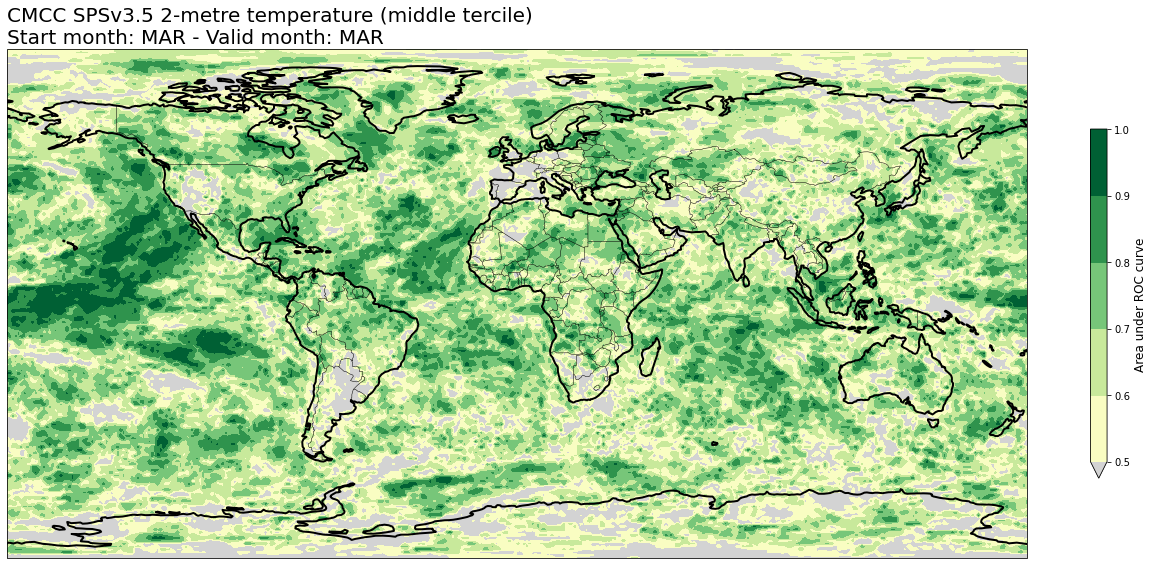 CMCC SPSv3.5 2-metre temperature (middle tercile)
Start month: MAR - Valid month: MAR
1.0
0.9
0.8
0.7
0.6
0.5
Area under ROC curve